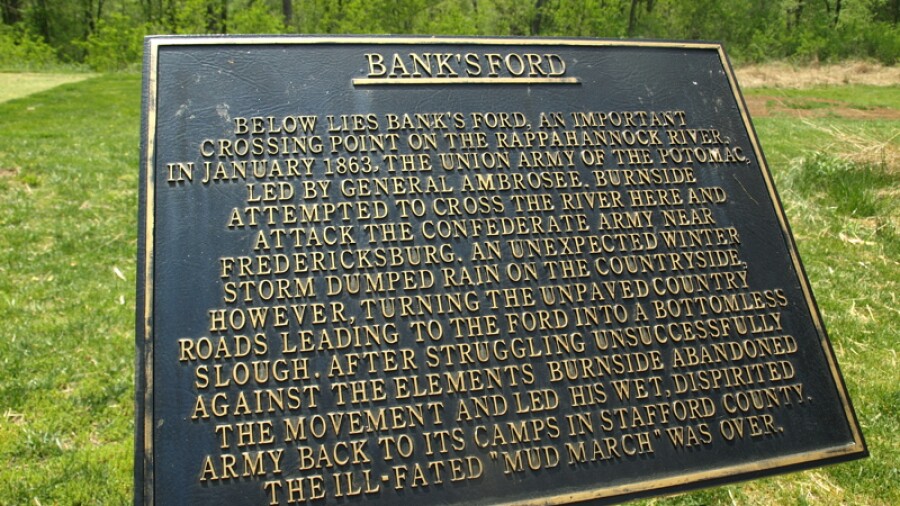 BANK'S FORD
BELOW LIES BANK'S FORD, AN IMPORTANT
CROSSING POINT ON THE RAPPAHANNOCK RIVER.
IN JANUARY 1863, THE UNION ARMY OF THE POTOMAC,
LED BY GENERAL AMBROSE E. BURNSIDE
ATTEMPTED TO CROSS THE RIVER HERE AND
ATTACK THE CONFEDERATE ARMY NEAR
FREDERICKSBURG. AN UNEXPECTED WINTER
STORM DUMPED RAIN ON THE COUNTRYSIDE,
HOWEVER, TURNING THE UNPAVED COUNTRY
ROADS LEADING TO THE FORD INTO A BOTTOMLESS
SLOUGH. AFTER STRUGGLING UNSUCCESSFULLY
AGAINST THE ELEMENTS BURNSIDE ABANDONED
THE MOVEMENT AND LED HIS WET, DISPIRITED
ARMY BACK TO ITS CAMPS IN STAFFORD COUNTY.
THE ILL-FATED "MUD MARCH" WAS OVER.